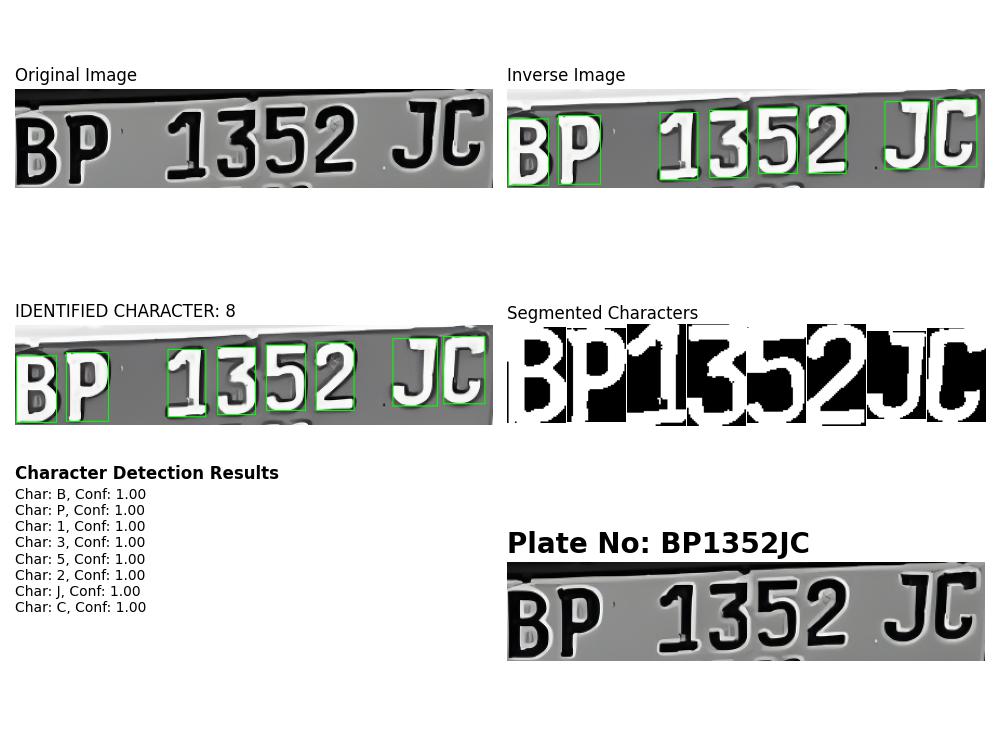 Original Image
BP 1352 JC
Inverse Image
BP 1352 JC
IDENTIFIED CHARACTER: 8
BP 1352 JC
Segmented Characters
BP1352JC
Character Detection Results
Char: B, Conf: 1.00
Char: P, Conf: 1.00
Char: 1, Conf: 1.00
Char: 3, Conf: 1.00
Char: 5, Conf: 1.00
Char: 2, Conf: 1.00
Char: J, Conf: 1.00
Char: C, Conf: 1.00
Plate No: BP1352JC
BP 1352 JC